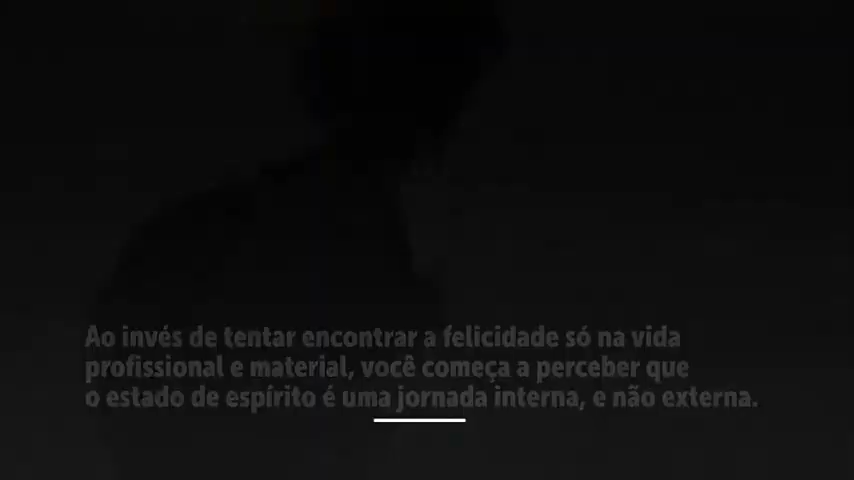 Ao invés de tentar encontrar a felicidade só na vida
profissional e material, você começa a perceber que
o estado de espírito é uma jornada interna, e não externa.